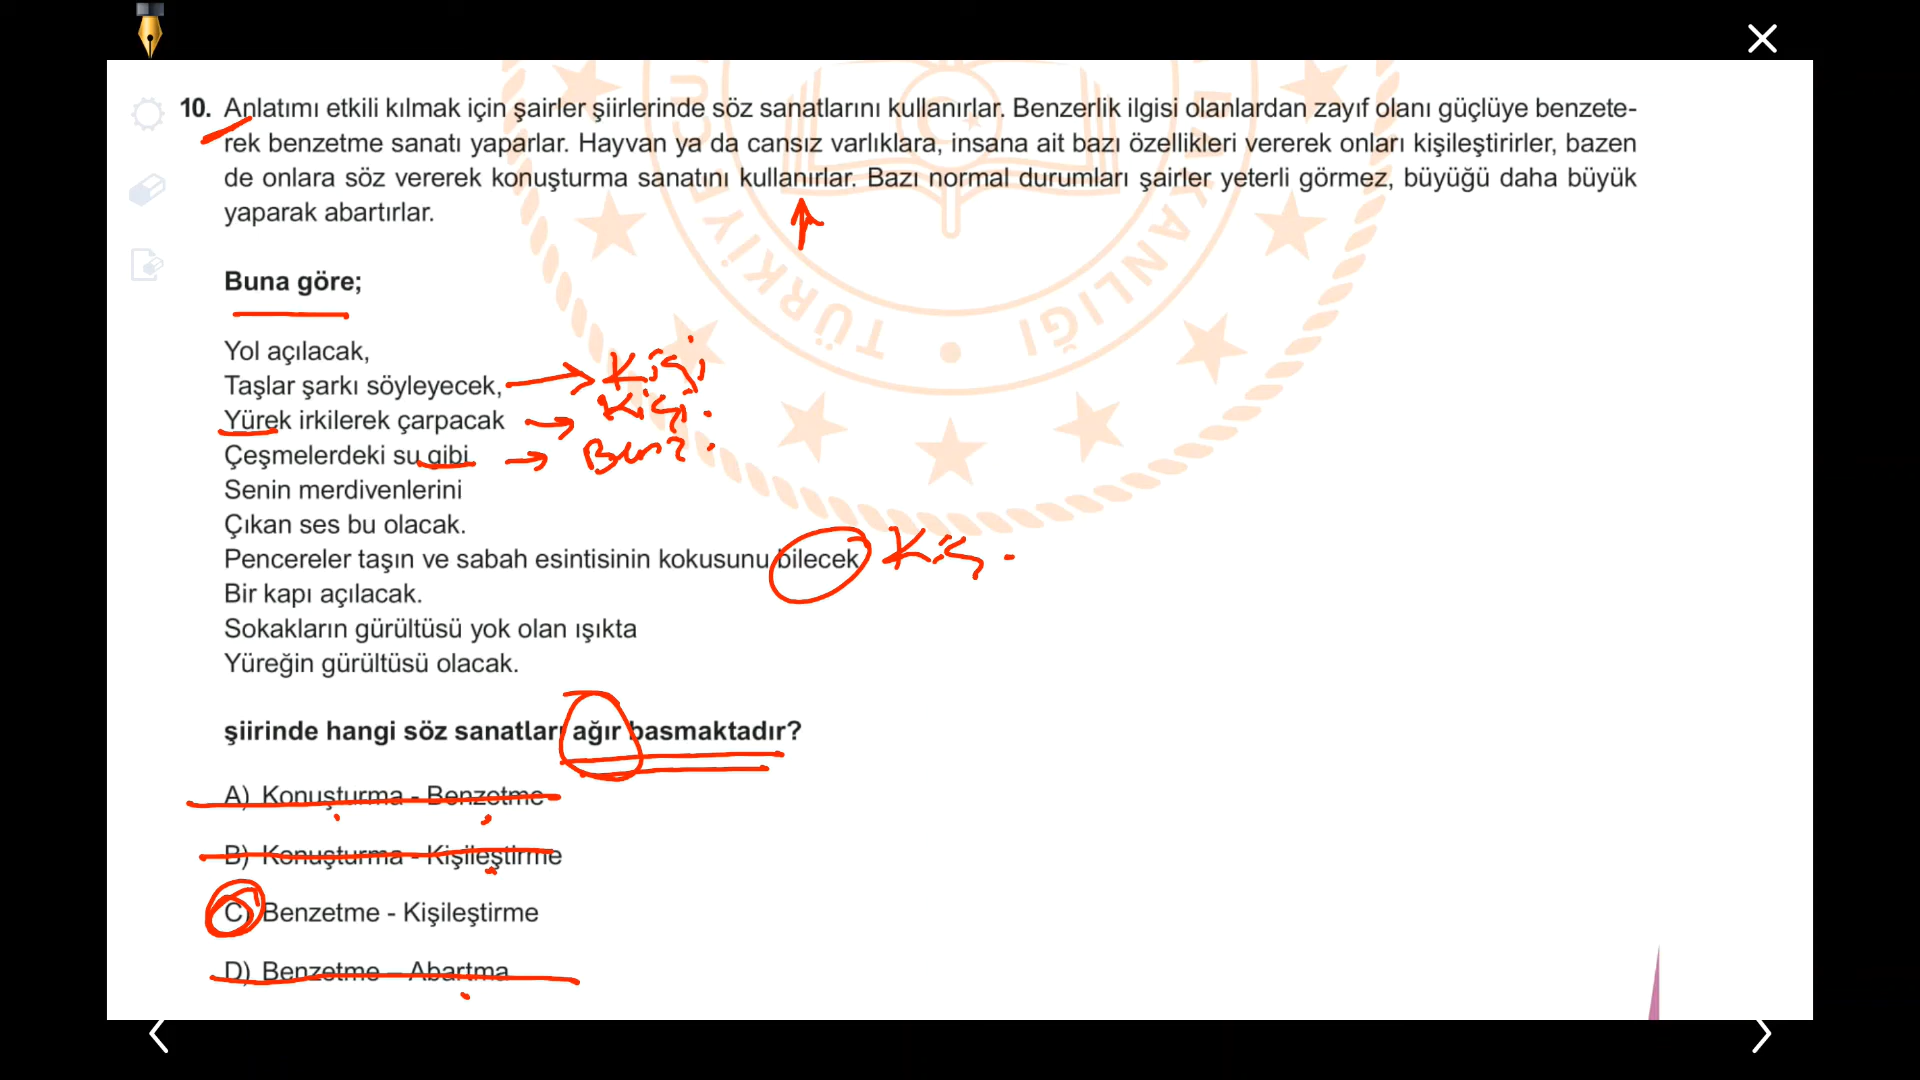 10. Anlatımı etkili kılmak için şairler şiirlerinde söz sanatlarını kullanırlar. Benzerlik ilgisi olanlardan zayıf olanı güçlüye benzete-
rek benzetme sanatı yaparlar. Hayvan ya da cansız varlıklara, insana ait bazı özellikleri vererek onları kişileştirirler, bazen
de onlara söz vererek konuşturma sanatını kullanırlar. Bazı normal durumları şairler yeterli görmez, büyüğü daha büyük
yaparak abartırlar.
Buna göre;
Yol açılacak,
Taşlar şarkı söyleyecek, Kişi
Yürek irkilerek çarpacak Kişi.
Çeşmelerdeki su gibi Benz.
Senin merdivenlerini
Çıkan ses bu olacak.
Pencereler taşın ve sabah esintisinin kokusunu bilecek Kiş.
Bir kapı açılacak.
Sokakların gürültüsü yok olan ışıkta
Yüreğin gürültüsü olacak.
şiirinde hangi söz sanatları ağır basmaktadır?
A) Konuşturma - Benzetme
B) Konuşturma - Kişileştirme
C) Benzetme - Kişileştirme
D) Benzetme – Abartma